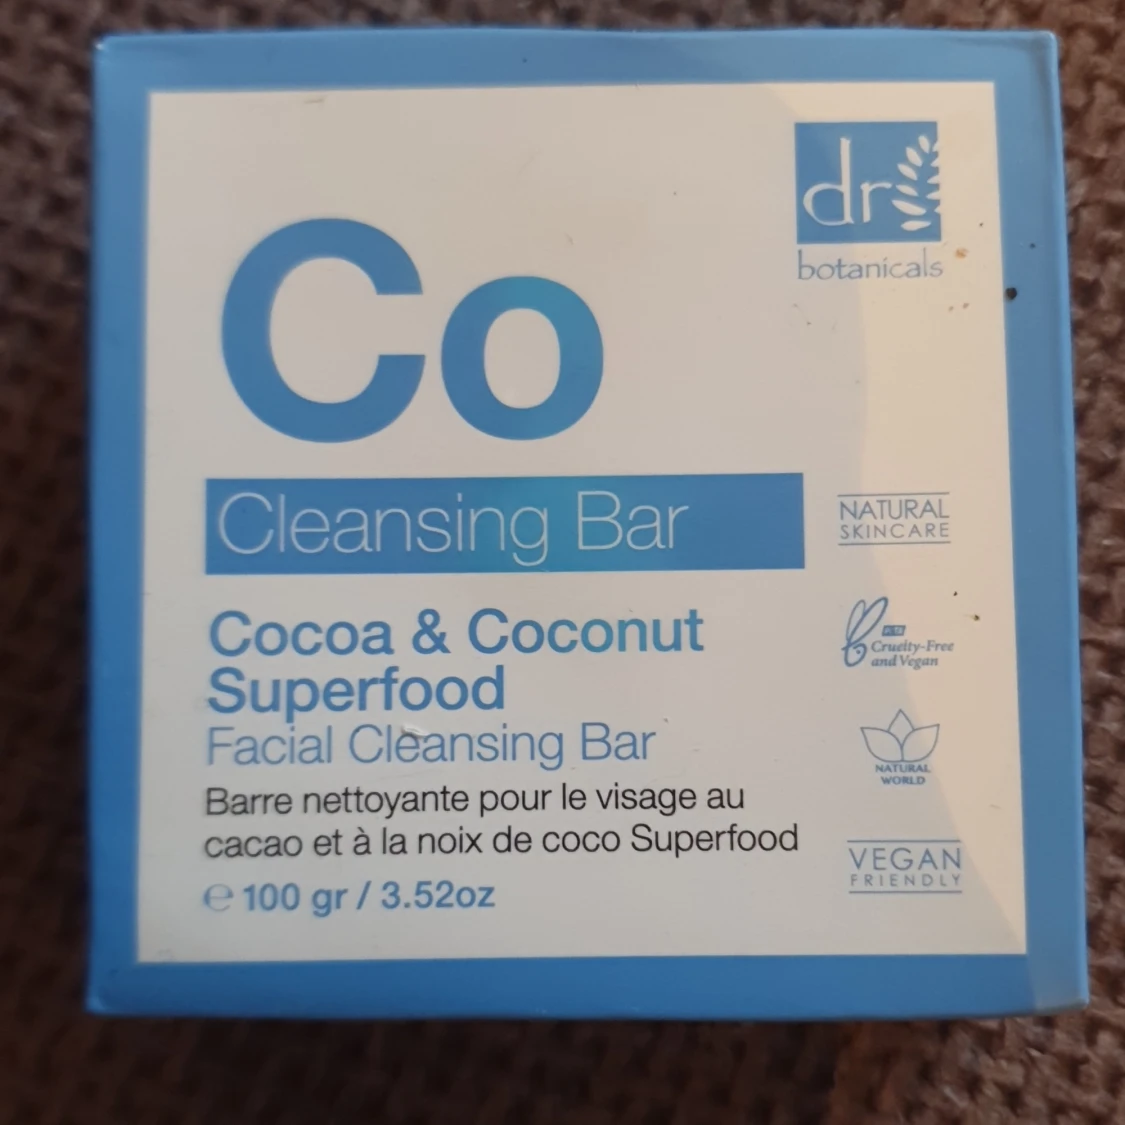 dr
botanicals
Co
Cleansing Bar
NATURAL
SKINCARE
Cocoa & Coconut
Superfood
Facial Cleansing Bar
Barre nettoyante pour le visage au
cacao et à la noix de coco Superfood
℮ 100 gr / 3.52oz
PETA
Cruelty-Free
and Vegan
NATURAL
WORLD
VEGAN
FRIENDLY